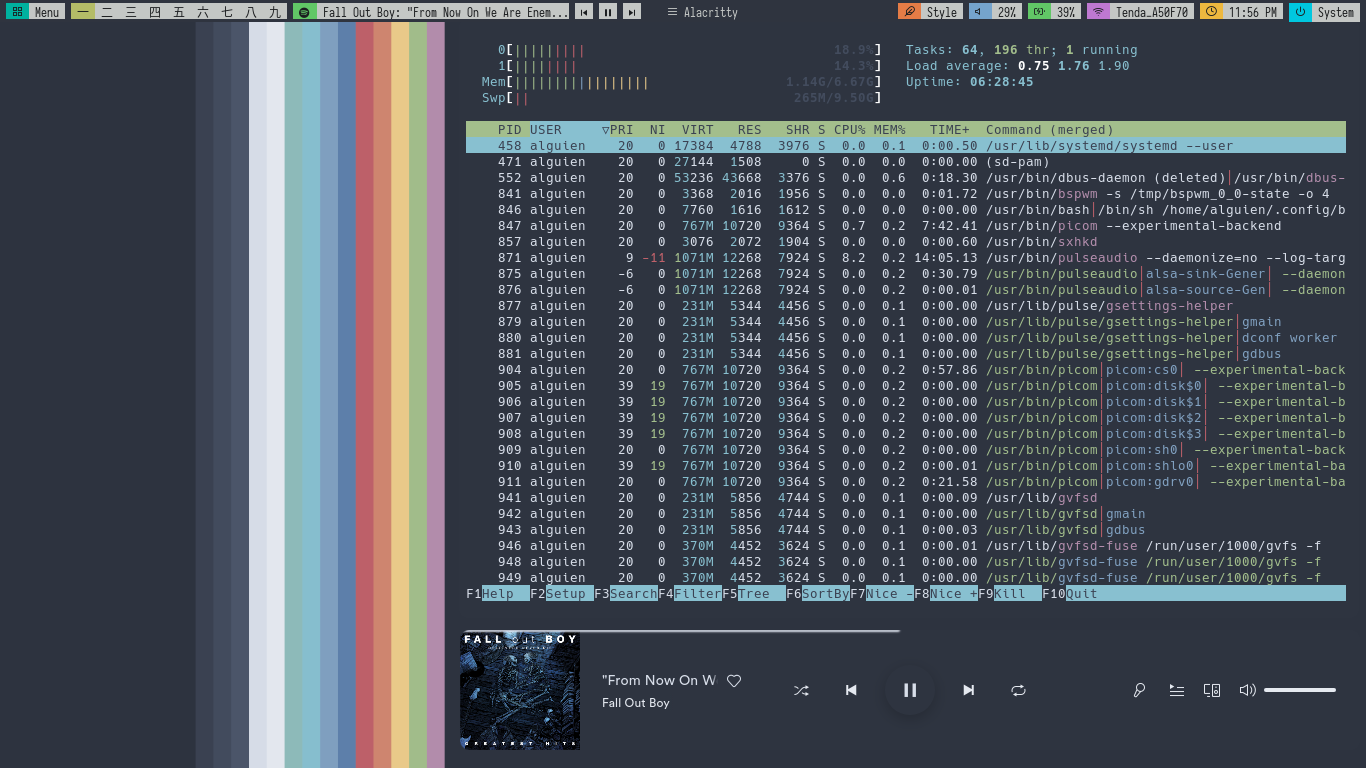 Menu 一 二 三 四 五 六 七 八 九 Fall Out Boy: "From Now On We Are Enem... Alacritty Style 29% 39% Tenda_A50F70 11:56 PM System
0[||||||||| 18.9%] Tasks: 64, 196 thr; 1 running
1[|||||||| 14.3%] Load average: 0.75 1.76 1.90
Mem[||||||||||||||||| 1.14G/6.67G] Uptime: 06:28:45
Swp[|| 265M/9.50G]
PID USER ▽PRI NI VIRT RES SHR S CPU% MEM% TIME+ Command (merged)
458 alguien 20 0 17384 4788 3976 S 0.0 0.1 0:00.50 /usr/lib/systemd/systemd --user
471 alguien 20 0 27144 1508 0 S 0.0 0.0 0:00.00 (sd-pam)
552 alguien 20 0 53236 43668 3376 S 0.0 0.6 0:18.30 /usr/bin/dbus-daemon (deleted)│/usr/bin/dbus-
841 alguien 20 0 3368 2016 1956 S 0.0 0.0 0:01.72 /usr/bin/bspwm -s /tmp/bspwm_0_0-state -o 4
846 alguien 20 0 7760 1616 1612 S 0.0 0.0 0:00.00 /usr/bin/bash│/bin/sh /home/alguien/.config/b
847 alguien 20 0 767M 10720 9364 S 0.7 0.2 7:42.41 /usr/bin/picom --experimental-backend
857 alguien 20 0 3076 2072 1904 S 0.0 0.0 0:00.60 /usr/bin/sxhkd
871 alguien 9 -11 1071M 12268 7924 S 8.2 0.2 14:05.13 /usr/bin/pulseaudio --daemonize=no --log-targ
875 alguien -6 0 1071M 12268 7924 S 0.0 0.2 0:30.79 /usr/bin/pulseaudio│alsa-sink-Gener│ --daemon
876 alguien -6 0 1071M 12268 7924 S 0.0 0.2 0:00.01 /usr/bin/pulseaudio│alsa-source-Gen│ --daemon
877 alguien 20 0 231M 5344 4456 S 0.0 0.1 0:00.00 /usr/lib/pulse/gsettings-helper
879 alguien 20 0 231M 5344 4456 S 0.0 0.1 0:00.00 /usr/lib/pulse/gsettings-helper│gmain
880 alguien 20 0 231M 5344 4456 S 0.0 0.1 0:00.00 /usr/lib/pulse/gsettings-helper│dconf worker
881 alguien 20 0 231M 5344 4456 S 0.0 0.1 0:00.00 /usr/lib/pulse/gsettings-helper│gdbus
904 alguien 20 0 767M 10720 9364 S 0.0 0.2 0:57.86 /usr/bin/picom│picom:cs0│ --experimental-back
905 alguien 39 19 767M 10720 9364 S 0.0 0.2 0:00.00 /usr/bin/picom│picom:disk$0│ --experimental-b
906 alguien 39 19 767M 10720 9364 S 0.0 0.2 0:00.00 /usr/bin/picom│picom:disk$1│ --experimental-b
907 alguien 39 19 767M 10720 9364 S 0.0 0.2 0:00.00 /usr/bin/picom│picom:disk$2│ --experimental-b
908 alguien 39 19 767M 10720 9364 S 0.0 0.2 0:00.00 /usr/bin/picom│picom:disk$3│ --experimental-b
909 alguien 20 0 767M 10720 9364 S 0.0 0.2 0:00.00 /usr/bin/picom│picom:sh0│ --experimental-back
910 alguien 39 19 767M 10720 9364 S 0.0 0.2 0:00.01 /usr/bin/picom│picom:shlo0│ --experimental-ba
911 alguien 20 0 767M 10720 9364 S 0.0 0.2 0:21.58 /usr/bin/picom│picom:gdrv0│ --experimental-ba
941 alguien 20 0 231M 5856 4744 S 0.0 0.1 0:00.09 /usr/lib/gvfsd
942 alguien 20 0 231M 5856 4744 S 0.0 0.1 0:00.00 /usr/lib/gvfsd│gmain
943 alguien 20 0 231M 5856 4744 S 0.0 0.1 0:00.03 /usr/lib/gvfsd│gdbus
946 alguien 20 0 370M 4452 3624 S 0.0 0.1 0:00.01 /usr/lib/gvfsd-fuse /run/user/1000/gvfs -f
948 alguien 20 0 370M 4452 3624 S 0.0 0.1 0:00.00 /usr/lib/gvfsd-fuse /run/user/1000/gvfs -f
949 alguien 20 0 370M 4452 3624 S 0.0 0.1 0:00.00 /usr/lib/gvfsd-fuse /run/user/1000/gvfs -f
F1Help F2Setup F3SearchF4FilterF5Tree F6SortByF7Nice -F8Nice +F9Kill F10Quit
FALL out BOY
GREATEST HITS
"From Now On W
Fall Out Boy